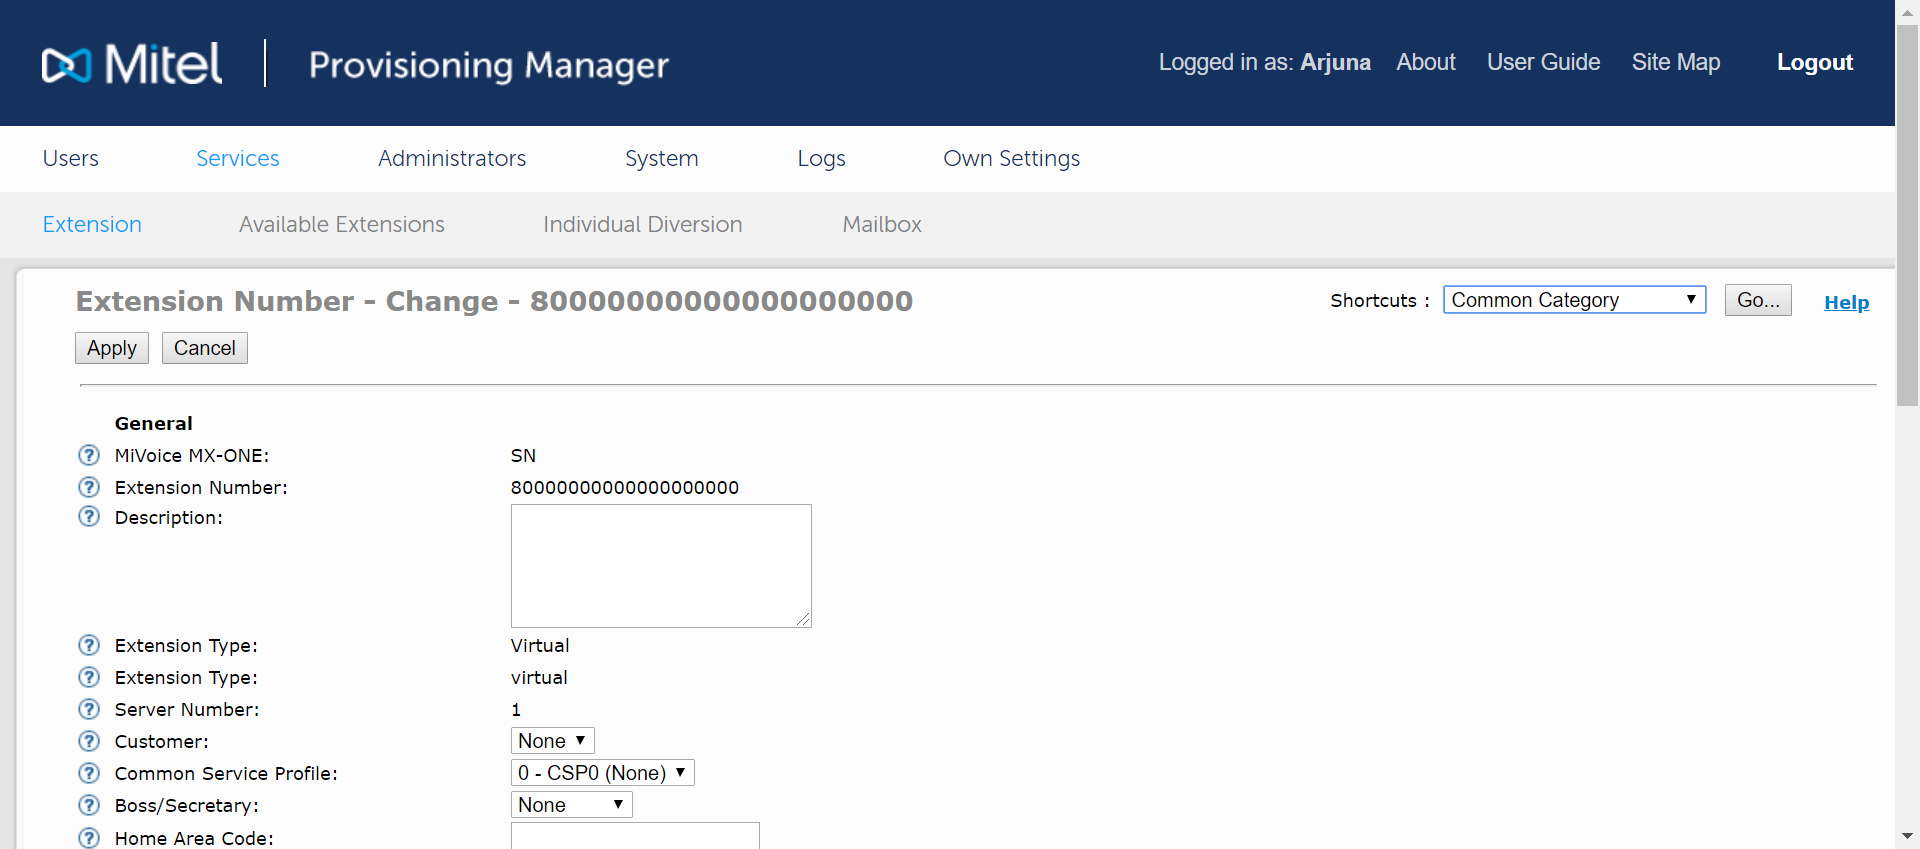 Mitel | Provisioning Manager
Logged in as: Arjuna About User Guide Site Map Logout
Users Services Administrators System Logs Own Settings
Extension Available Extensions Individual Diversion Mailbox
Extension Number - Change - 80000000000000000000
Shortcuts : Common Category Go... Help
Apply Cancel
General
MiVoice MX-ONE: SN
Extension Number: 80000000000000000000
Description:
Extension Type: Virtual
Extension Type: virtual
Server Number: 1
Customer: None
Common Service Profile: 0 - CSP0 (None)
Boss/Secretary: None
Home Area Code: